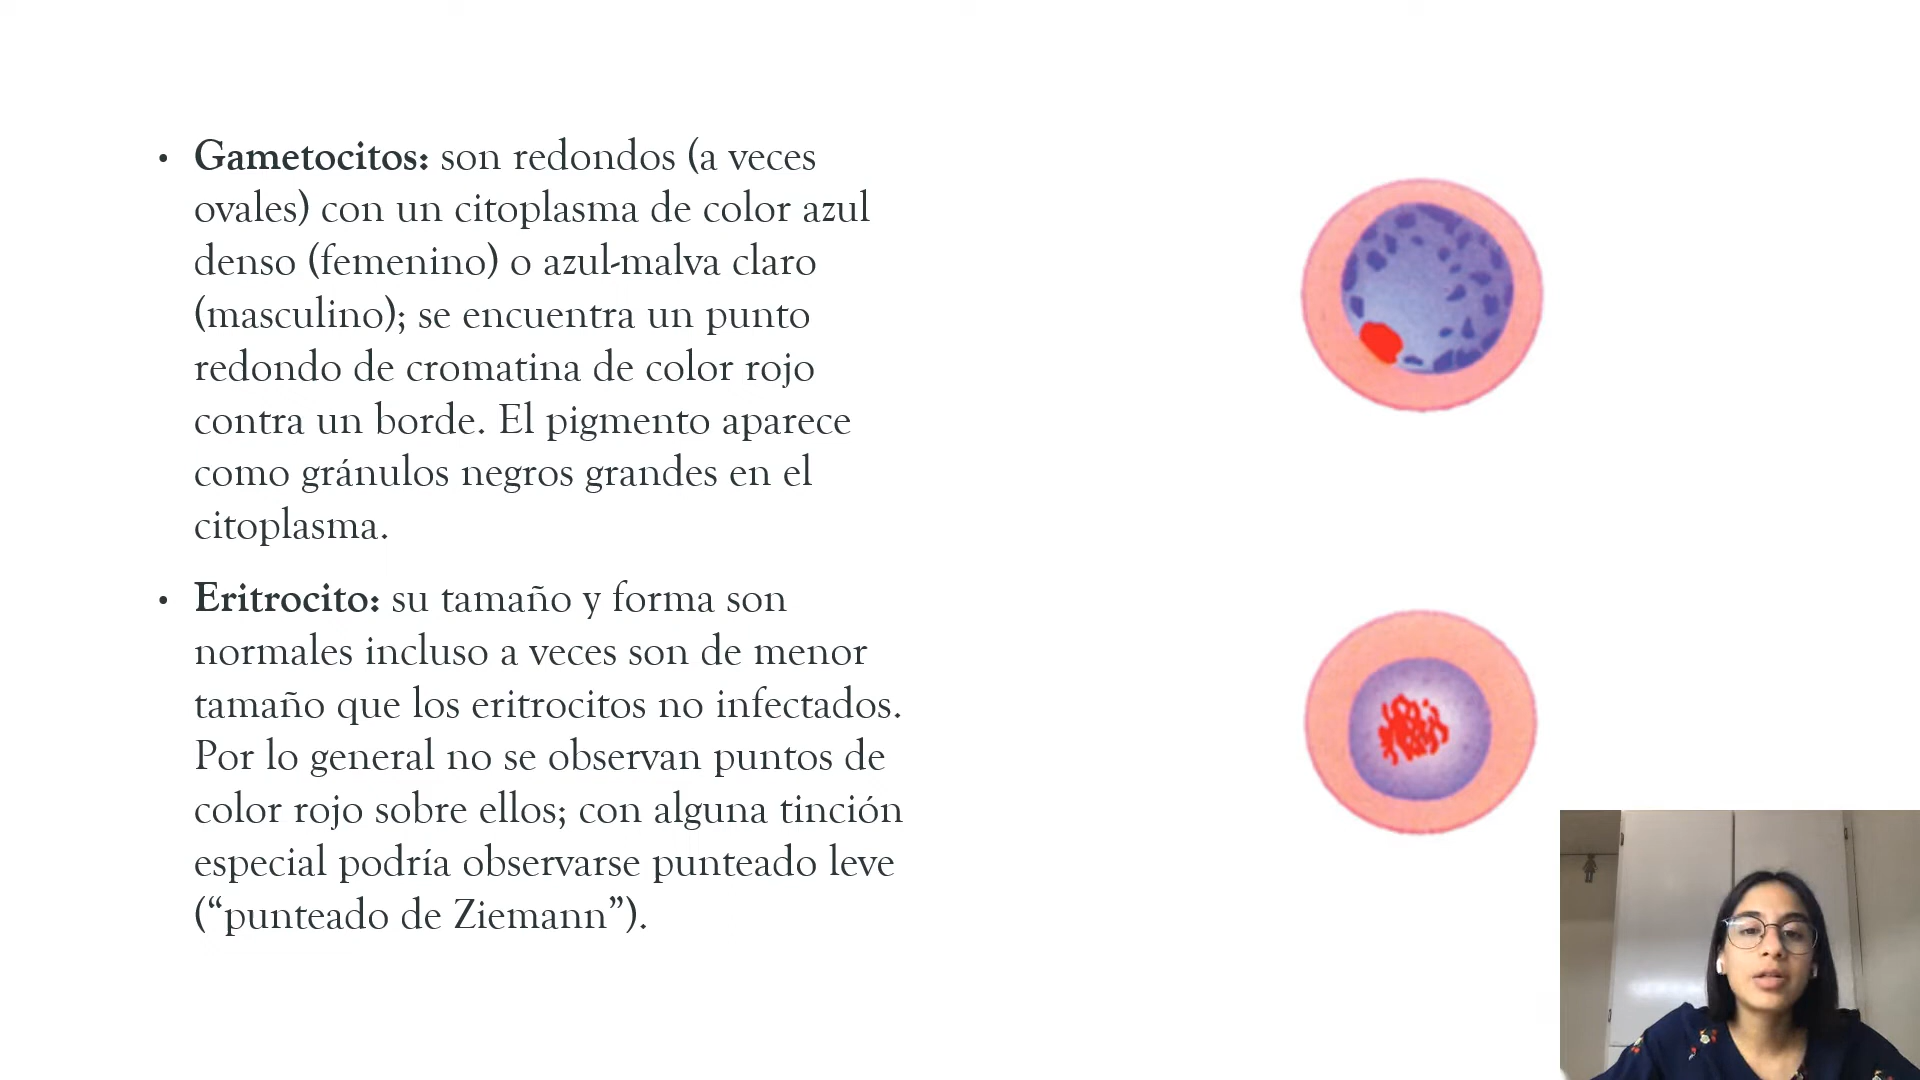 • Gametocitos: son redondos (a veces
ovales) con un citoplasma de color azul
denso (femenino) o azul-malva claro
(masculino); se encuentra un punto
redondo de cromatina de color rojo
contra un borde. El pigmento aparece
como gránulos negros grandes en el
citoplasma.
• Eritrocito: su tamaño y forma son
normales incluso a veces son de menor
tamaño que los eritrocitos no infectados.
Por lo general no se observan puntos de
color rojo sobre ellos; con alguna tinción
especial podría observarse punteado leve
(“punteado de Ziemann”).